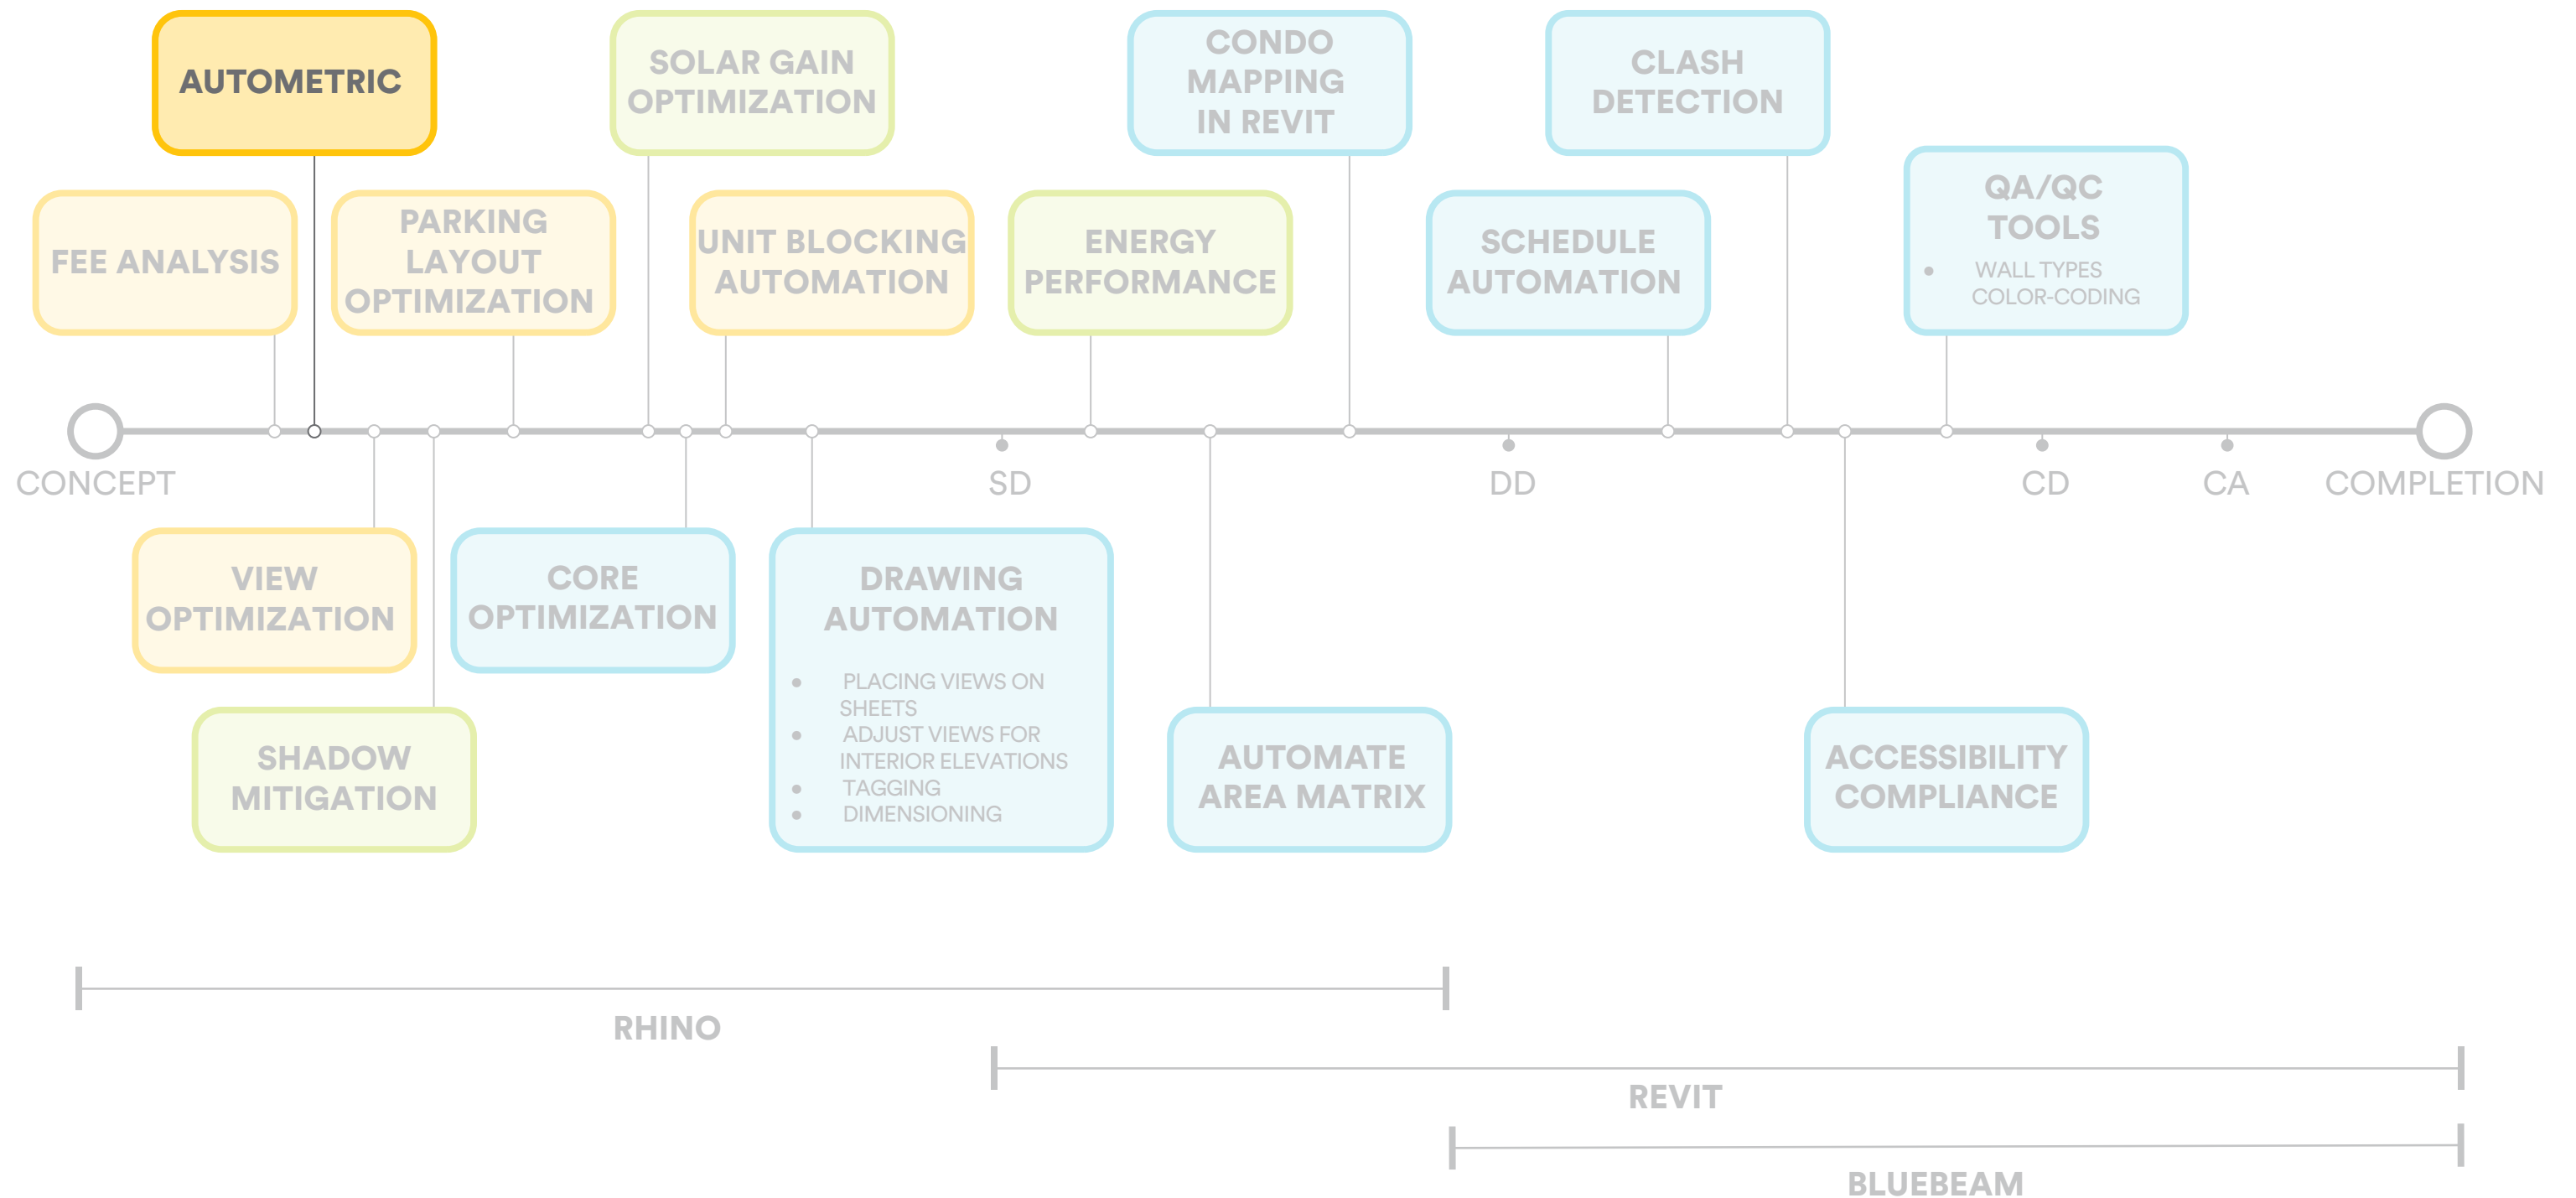 AUTOMETRIC
SOLAR GAIN
OPTIMIZATION
CONDO
MAPPING
IN REVIT
CLASH
DETECTION
FEE ANALYSIS
PARKING
LAYOUT
OPTIMIZATION
UNIT BLOCKING
AUTOMATION
ENERGY
PERFORMANCE
SCHEDULE
AUTOMATION
QA/QC
TOOLS
• WALL TYPES
COLOR-CODING
CONCEPT
SD
DD
CD
CA
COMPLETION
VIEW
OPTIMIZATION
CORE
OPTIMIZATION
DRAWING
AUTOMATION
• PLACING VIEWS ON
SHEETS
• ADJUST VIEWS FOR
INTERIOR ELEVATIONS
• TAGGING
• DIMENSIONING
SHADOW
MITIGATION
AUTOMATE
AREA MATRIX
ACCESSIBILITY
COMPLIANCE
RHINO
REVIT
BLUEBEAM